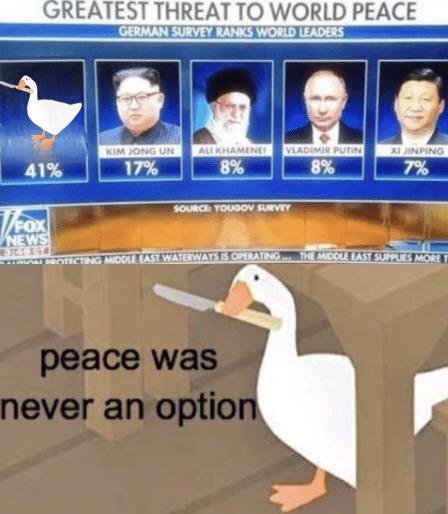 GREATEST THREAT TO WORLD PEACE
GERMAN SURVEY RANKS WORLD LEADERS
KIM JONG UN
ALI KHAMENEI
VLADIMIR PUTIN
XI JINPING
41%
17%
8%
8%
7%
SOURCE: YOUGOV SURVEY
FOX
NEWS
PROTECTING MIDDLE EAST WATERWAYS IS OPERATING... THE MIDDLE EAST SUPPLIES MORE
peace was
never an option